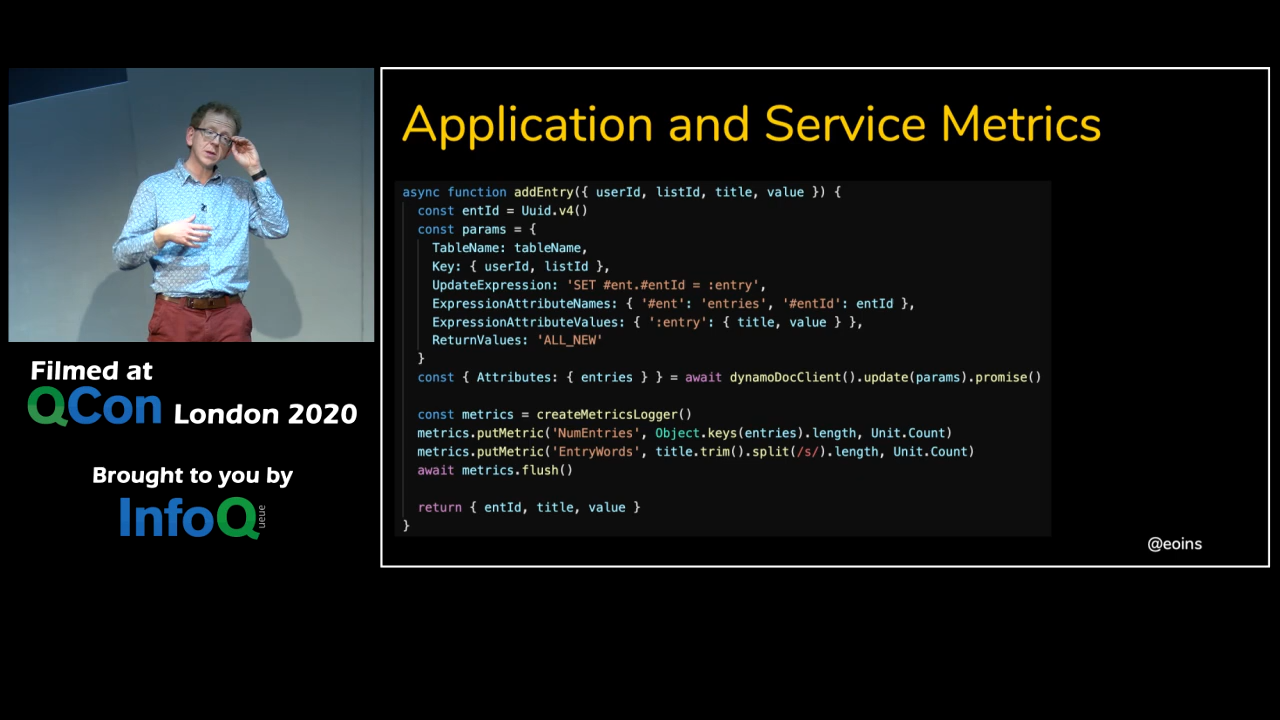 Application and Service Metrics
async function addEntry({ userId, listId, title, value }) {
const entId = Uuid.v4()
const params = {
TableName: tableName,
Key: { userId, listId },
UpdateExpression: 'SET #ent.#entId = :entry',
ExpressionAttributeNames: { '#ent': 'entries', '#entId': entId },
ExpressionAttributeValues: { ':entry': { title, value } },
ReturnValues: 'ALL_NEW'
}
const { Attributes: { entries } } = await dynamoDocClient().update(params).promise()
const metrics = createMetricsLogger()
metrics.putMetric('NumEntries', Object.keys(entries).length, Unit.Count)
metrics.putMetric('EntryWords', title.trim().split(/s/).length, Unit.Count)
await metrics.flush()
return { entId, title, value }
}
@eoins
Filmed at
QCon London 2020
Brought to you by
InfoQueue